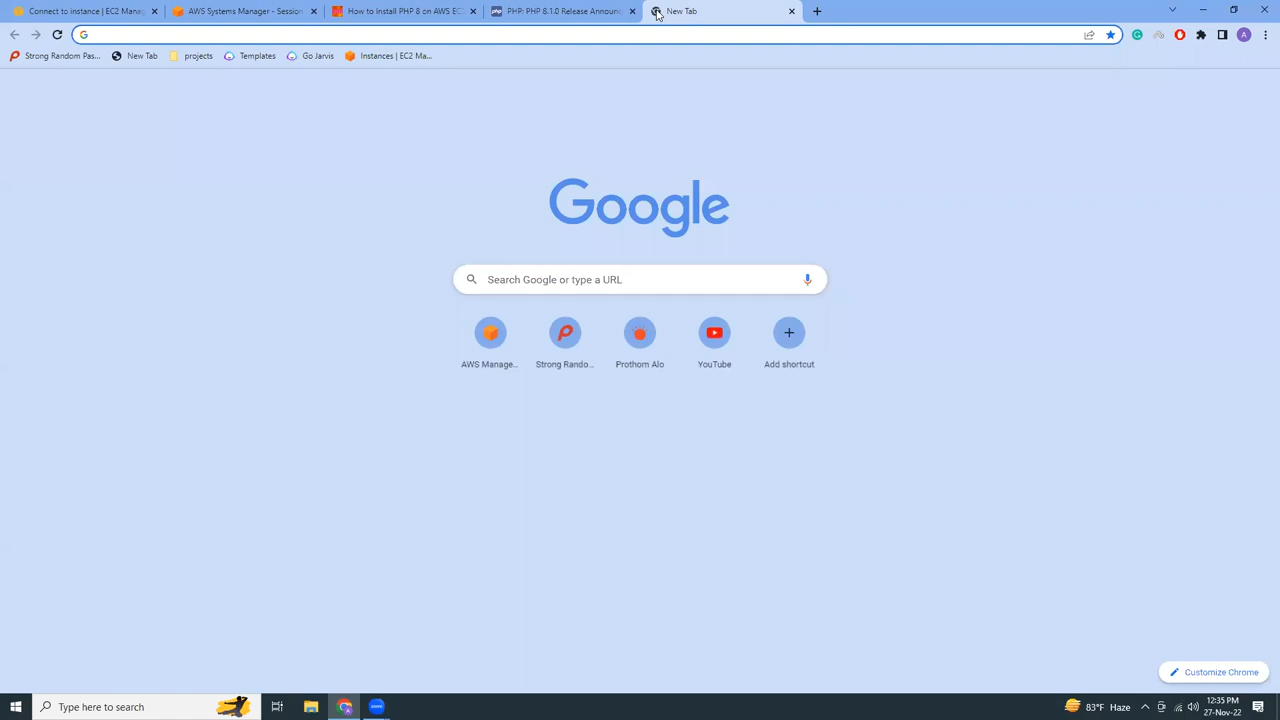 Connect to instance | EC2 Manag
AWS Systems Manager - Session
How to Install PHP 8 on AWS EC2
PHP: PHP 8.1.0 Release Announc
New Tab
Strong Random Pas...
New Tab
projects
Templates
Go Jarvis
Instances | EC2 Ma...
A
Google
Search Google or type a URL
AWS Manage...
Strong Rando...
Prothom Alo
YouTube
Add shortcut
Customize Chrome
Type here to search
83°F Haze
12:35 PM
27-Nov-22